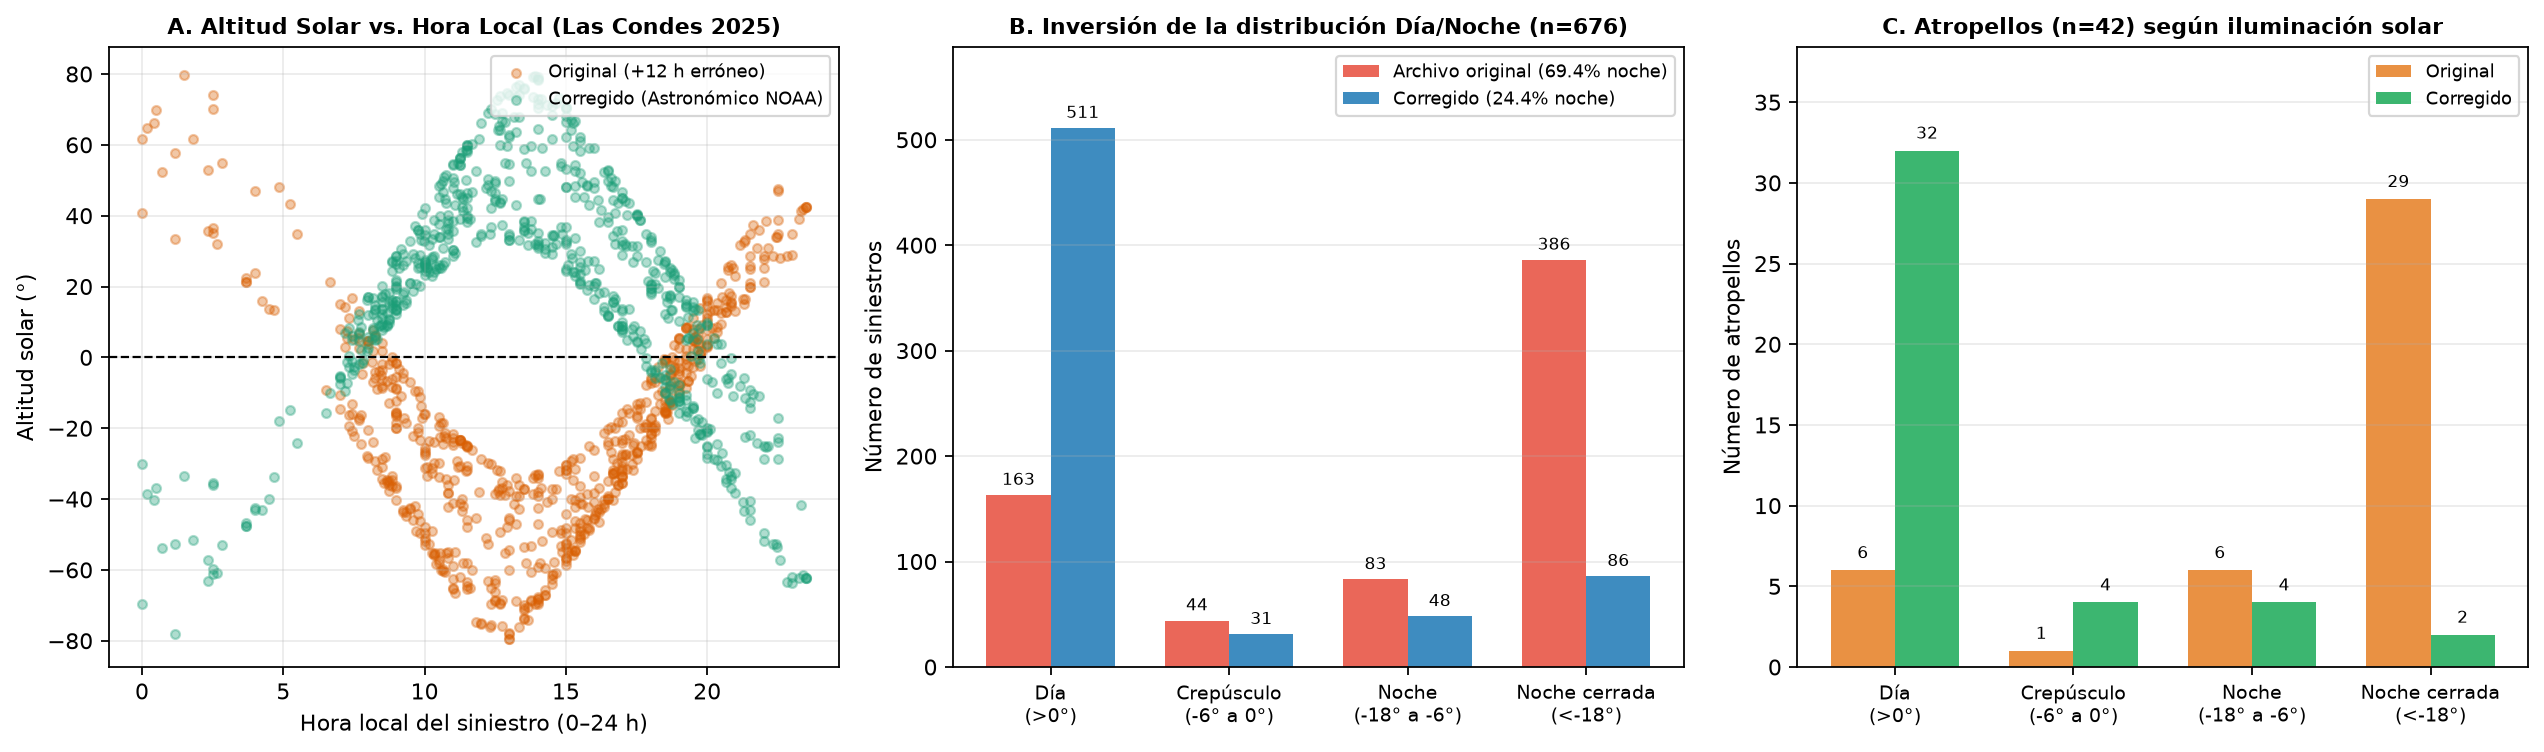 A. Altitud Solar vs. Hora Local (Las Condes 2025)
Original (+12 h erróneo)
Corregido (Astronómico NOAA)
Altitud solar (°)
80
60
40
20
0
−20
−40
−60
−80
0 5 10 15 20
Hora local del siniestro (0–24 h)
B. Inversión de la distribución Día/Noche (n=676)
Archivo original (69.4% noche)
Corregido (24.4% noche)
Número de siniestros
500
400
300
200
100
0
163 511
44 31
83 48
386 86
Día
(>0°)
Crepúsculo
(-6° a 0°)
Noche
(-18° a -6°)
Noche cerrada
(<-18°)
C. Atropellos (n=42) según iluminación solar
Original
Corregido
Número de atropellos
35
30
25
20
15
10
5
0
6 32
1 4
6 4
29 2
Día
(>0°)
Crepúsculo
(-6° a 0°)
Noche
(-18° a -6°)
Noche cerrada
(<-18°)